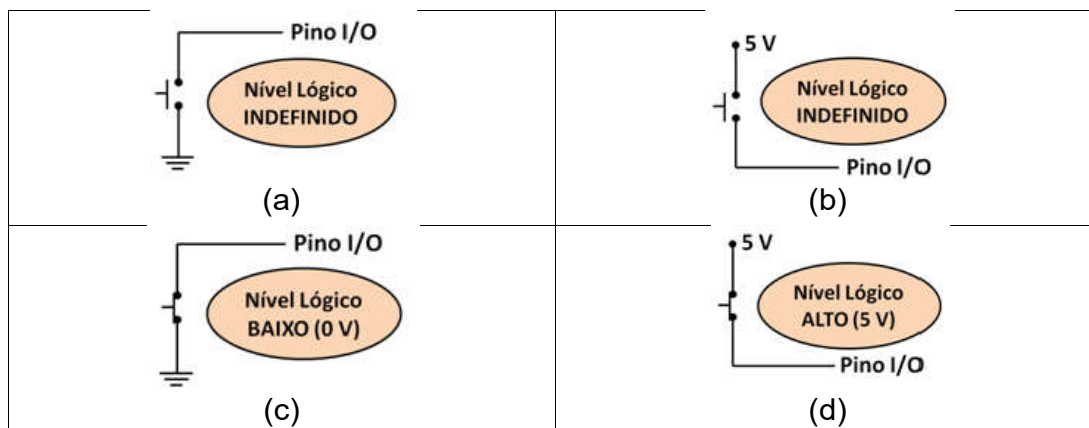 Pino I/O
Nível Lógico
INDEFINIDO
(a)
5 V
Nível Lógico
INDEFINIDO
Pino I/O
(b)
Pino I/O
Nível Lógico
BAIXO (0 V)
(c)
5 V
Nível Lógico
ALTO (5 V)
Pino I/O
(d)